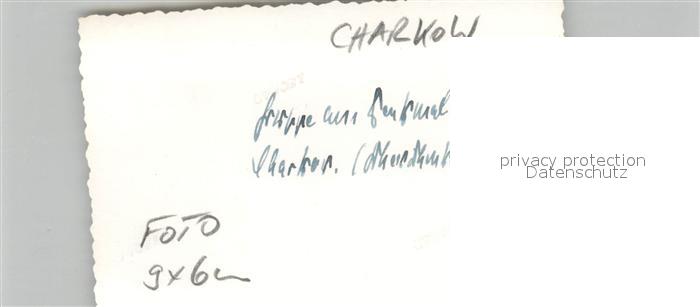 CHARKOW
Gruppe am Denkmal
Charkow.
privacy protection
Datenschutz
FOTO
9x6cm